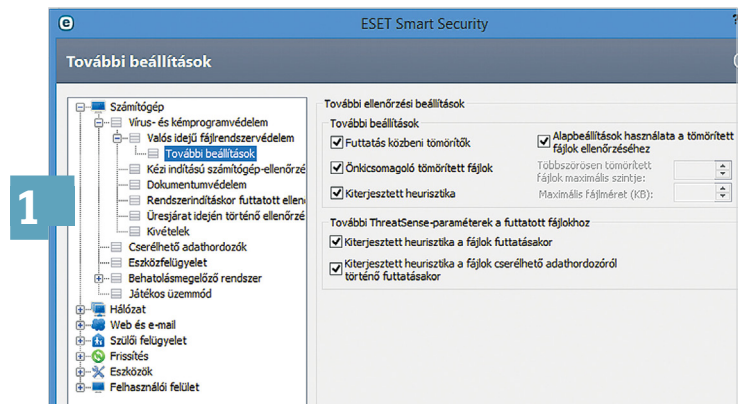 ESET Smart Security
?
További beállítások
1
Számítógép
Vírus- és kémprogramvédelem
Valós idejű fájlrendszervédelem
További beállítások
Kézi indítású számítógép-ellenőrzé
Dokumentumvédelem
Rendszerindításkor futtatott ellen
Üresjárat idején történő ellenőrzé
Kivételek
Cserélhető adathordozók
Eszközfelügyelet
Behatolásmegelőző rendszer
Játékos üzemmód
Hálózat
Web és e-mail
Szülői felügyelet
Frissítés
Eszközök
Felhasználói felület
További ellenőrzési beállítások
További beállítások
Futtatás közbeni tömörítők
Önkicsomagoló tömörített fájlok
Kiterjesztett heurisztika
Alapbeállítások használata a tömörített
fájlok ellenőrzéséhez
Többszörösen tömörített
fájlok maximális szintje:
Maximális fájlméret (KB):
További ThreatSense-paraméterek a futtatott fájlokhoz
Kiterjesztett heurisztika a fájlok futtatásakor
Kiterjesztett heurisztika a fájlok cserélhető adathordozóról
történő futtatásakor